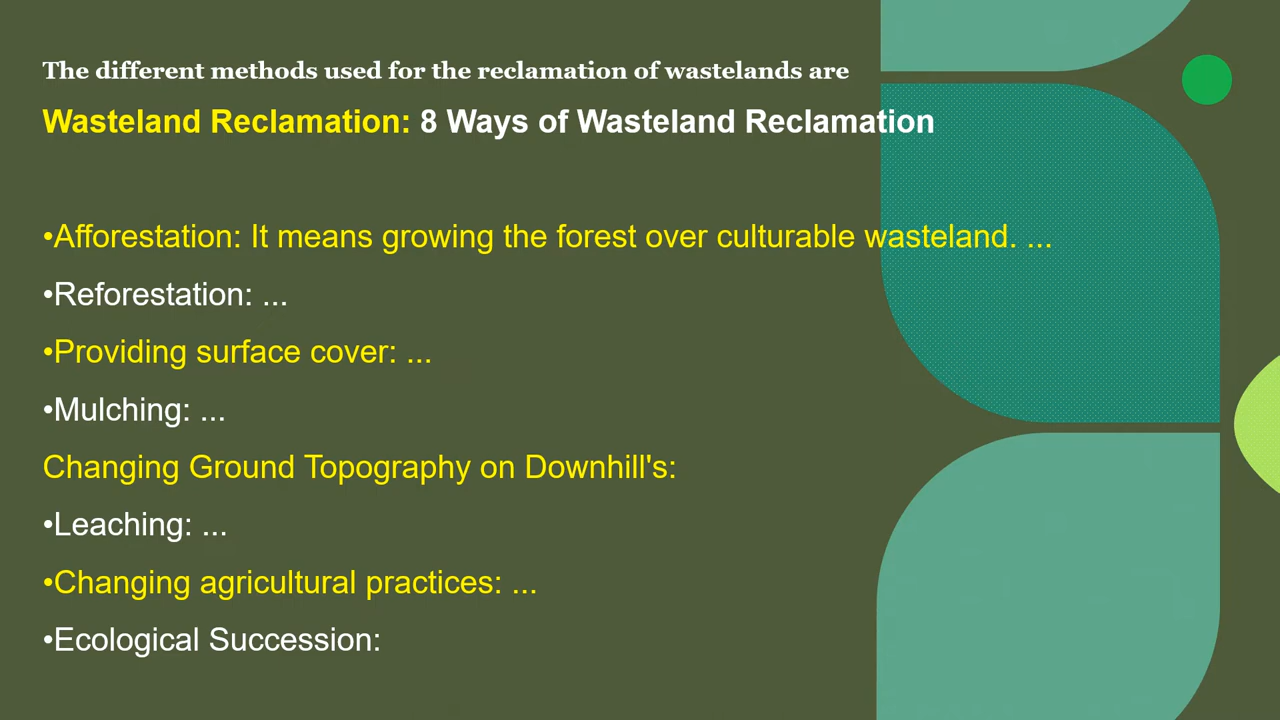 The different methods used for the reclamation of wastelands are
Wasteland Reclamation: 8 Ways of Wasteland Reclamation
•Afforestation: It means growing the forest over culturable wasteland. ...
•Reforestation: ...
•Providing surface cover: ...
•Mulching: ...
Changing Ground Topography on Downhill's:
•Leaching: ...
•Changing agricultural practices: ...
•Ecological Succession: